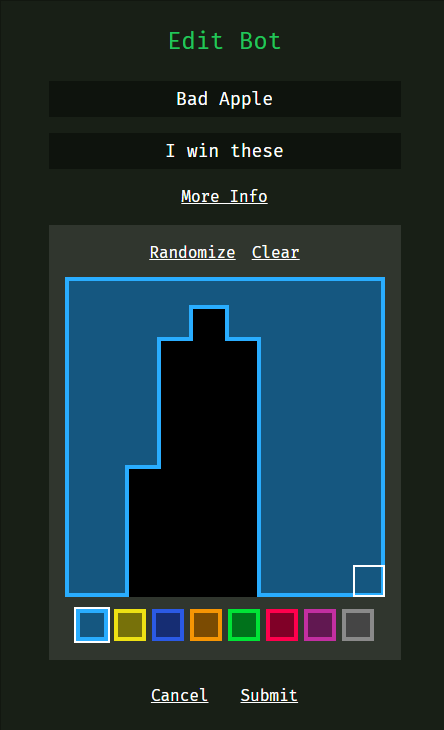 Edit Bot
Bad Apple
I win these
More Info
Randomize Clear
Cancel Submit